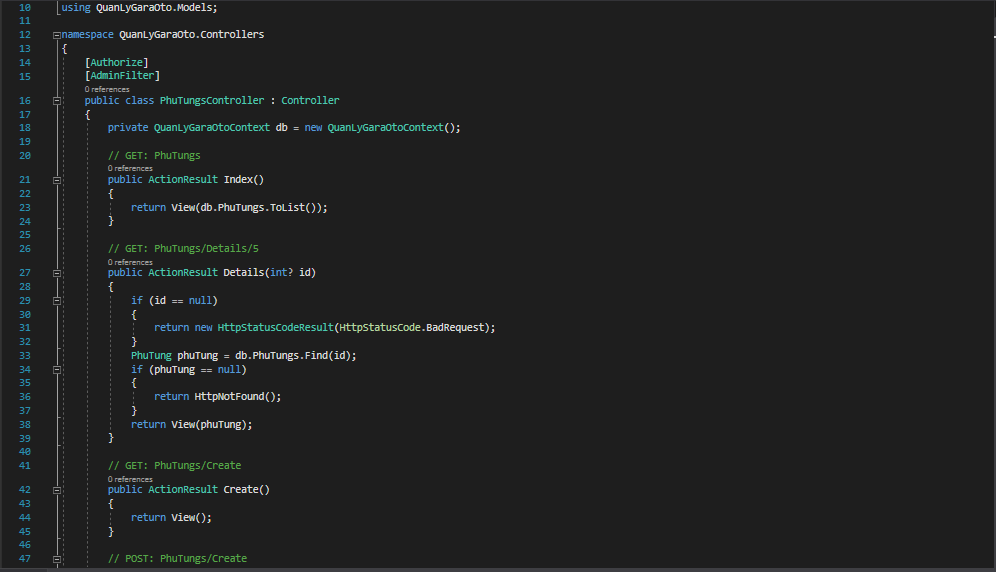 10 using QuanLyGaraOto.Models;
11
12 namespace QuanLyGaraOto.Controllers
13 {
14     [Authorize]
15     [AdminFilter]
       0 references
16     public class PhuTungsController : Controller
17     {
18         private QuanLyGaraOtoContext db = new QuanLyGaraOtoContext();
19
20         // GET: PhuTungs
           0 references
21         public ActionResult Index()
22         {
23             return View(db.PhuTungs.ToList());
24         }
25
26         // GET: PhuTungs/Details/5
           0 references
27         public ActionResult Details(int? id)
28         {
29             if (id == null)
30             {
31                 return new HttpStatusCodeResult(HttpStatusCode.BadRequest);
32             }
33             PhuTung phuTung = db.PhuTungs.Find(id);
34             if (phuTung == null)
35             {
36                 return HttpNotFound();
37             }
38             return View(phuTung);
39         }
40
41         // GET: PhuTungs/Create
           0 references
42         public ActionResult Create()
43         {
44             return View();
45         }
46
47         // POST: PhuTungs/Create